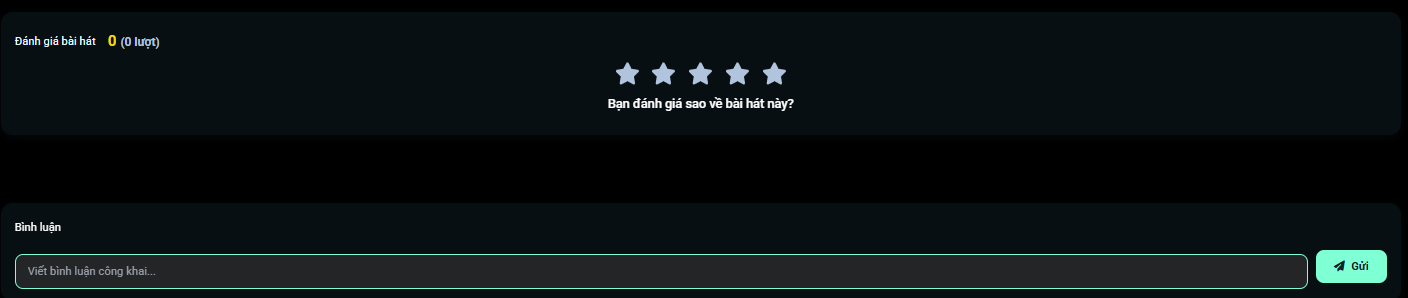 Đánh giá bài hát 0 (0 lượt)
Bạn đánh giá sao về bài hát này?
Bình luận
Viết bình luận công khai...
Gửi